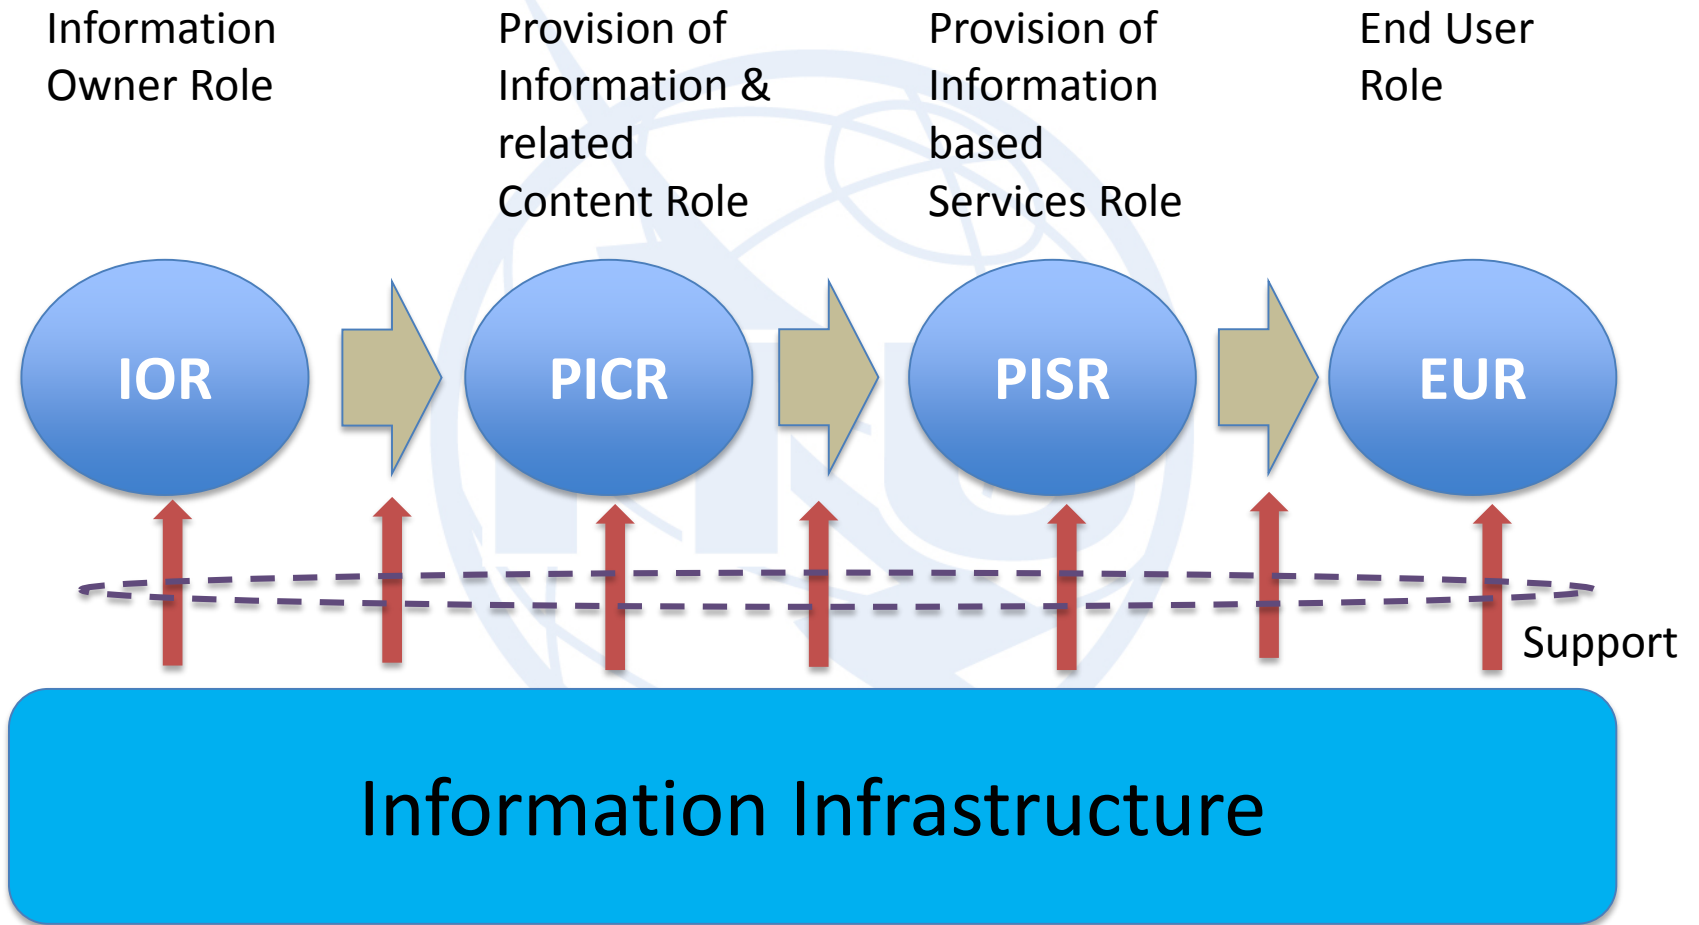 Information
Owner Role
Provision of
Information &
related
Content Role
Provision of
Information
based
Services Role
End User
Role
IOR
PICR
PISR
EUR
Support
Information Infrastructure
ITU